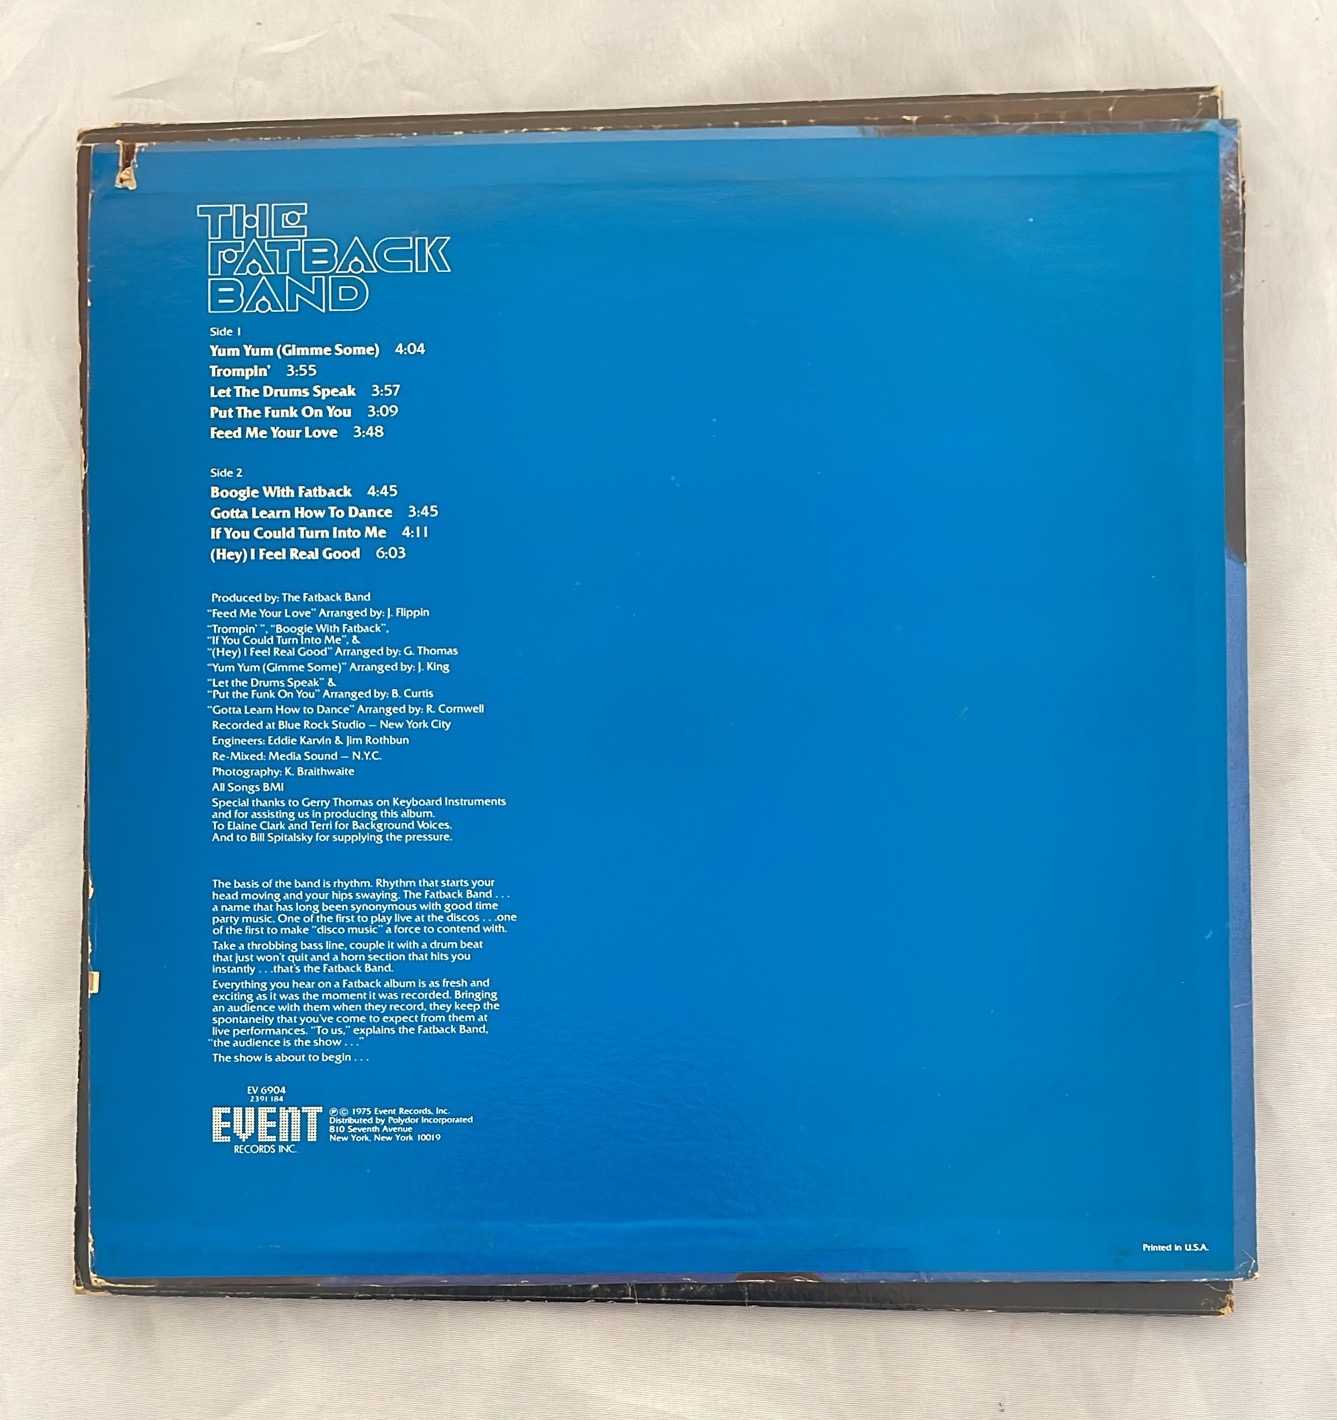 THE
FATBACK
BAND
Side 1
Yum Yum (Gimme Some) 4:04
Trompin' 3:55
Let The Drums Speak 3:57
Put The Funk On You 3:09
Feed Me Your Love 3:48
Side 2
Boogie With Fatback 4:45
Gotta Learn How To Dance 3:45
If You Could Turn Into Me 4:11
(Hey) I Feel Real Good 6:03
Produced by: The Fatback Band
"Feed Me Your Love" Arranged by: J. Flippin
"Trompin' ", "Boogie With Fatback",
"If You Could Turn Into Me", &
"(Hey) I Feel Real Good" Arranged by: G. Thomas
"Yum Yum (Gimme Some)" Arranged by: J. King
"Let the Drums Speak" &
"Put the Funk On You" Arranged by: B. Curtis
"Gotta Learn How to Dance" Arranged by: R. Cornwell
Recorded at Blue Rock Studio – New York City
Engineers: Eddie Karvin & Jim Rothbun
Re-Mixed: Media Sound – N.Y.C.
Photography: K. Braithwaite
All Songs BMI
Special thanks to Gerry Thomas on Keyboard Instruments
and for assisting us in producing this album.
To Elaine Clark and Terri for Background Voices.
And to Bill Spitalsky for supplying the pressure.
The basis of the band is rhythm. Rhythm that starts your
head moving and your hips swaying. The Fatback Band . . .
a name that has long been synonymous with good time
party music. One of the first to play live at the discos . . .one
of the first to make "disco music" a force to contend with.
Take a throbbing bass line, couple it with a drum beat
that just won't quit and a horn section that hits you
instantly . . .that's the Fatback Band.
Everything you hear on a Fatback album is as fresh and
exciting as it was the moment it was recorded. Bringing
an audience with them when they record, they keep the
spontaneity that you've come to expect from them at
live performances. "To us," explains the Fatback Band,
"the audience is the show . . ."
The show is about to begin . . .
EV 6904
2391 184
EVENT
RECORDS INC.
℗ © 1975 Event Records, Inc.
Distributed by Polydor Incorporated
810 Seventh Avenue
New York, New York 10019
Printed in U.S.A.